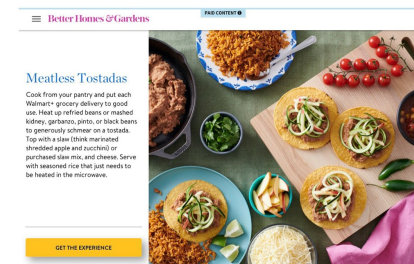 PAID CONTENT
Better Homes & Gardens
Meatless Tostadas
Cook from your pantry and put each
Walmart+ grocery delivery to good
use. Heat up refried beans or mashed
kidney, garbanzo, pinto, or black beans
to generously schmear on a tostada.
Top with a slaw (think marinated
shredded apple and zucchini) or
purchased slaw mix, and cheese. Serve
with seasoned rice that just needs to
be heated in the microwave.
GET THE EXPERIENCE